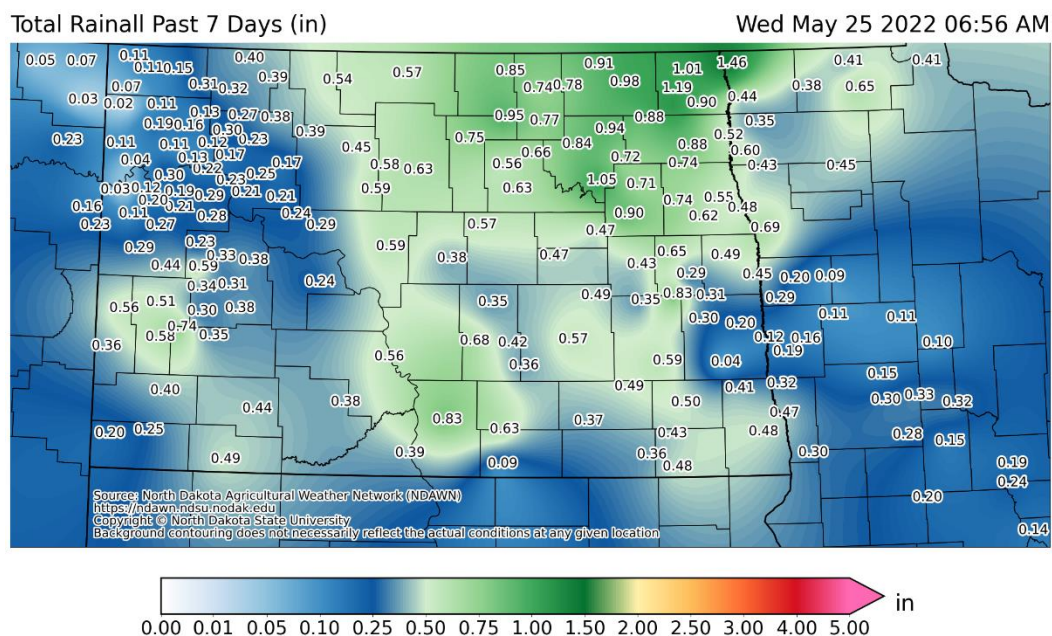 Total Rainall Past 7 Days (in) Wed May 25 2022 06:56 AM
0.05 0.07 0.11 0.40 0.91 1.01 1.46 0.41 0.41
0.11 0.15 0.39 0.54 0.57 0.85 0.98
0.07 0.31 0.32 0.74 0.78 1.19 0.38 0.65
0.03 0.02 0.11 0.90 0.44
0.13 0.27 0.38 0.95 0.77 0.88 0.35
0.19 0.16 0.30 0.39 0.94 0.52
0.23 0.11 0.11 0.12 0.23 0.45 0.75 0.84 0.88 0.60
0.04 0.13 0.17 0.17 0.66 0.72
0.22 0.58 0.63 0.56 0.74 0.43 0.45
0.30 0.23 0.25 1.05 0.71
0.03 0.12 0.19 0.29 0.21 0.21 0.59 0.63
0.16 0.20 0.21 0.74 0.55 0.48
0.11 0.28 0.24 0.90 0.62
0.23 0.27 0.29 0.57 0.47 0.69
0.29 0.23 0.59
0.33 0.38 0.38 0.47 0.65 0.49
0.44 0.59 0.43
0.34 0.31 0.24 0.29 0.45 0.20 0.09
0.56 0.51 0.35 0.49 0.35 0.83 0.31 0.29
0.30 0.38 0.30 0.11 0.11
0.74 0.20
0.36 0.58 0.35 0.68 0.42 0.57 0.12 0.16 0.10
0.56 0.36 0.59 0.04 0.19
0.15
0.40 0.49 0.41 0.32
0.44 0.38 0.50 0.30 0.33 0.32
0.83 0.37 0.47
0.20 0.25 0.63 0.43 0.48 0.28 0.15
0.49 0.39 0.09 0.36 0.48 0.30 0.19
0.24
Source: North Dakota Agricultural Weather Network (NDAWN)
https://ndawn.ndsu.nodak.edu 0.20
Copyright © North Dakota State University
Background contouring does not necessarily reflect the actual conditions at any given location 0.14
in
0.00 0.01 0.05 0.10 0.25 0.50 0.75 1.00 1.50 2.00 2.50 3.00 4.00 5.00